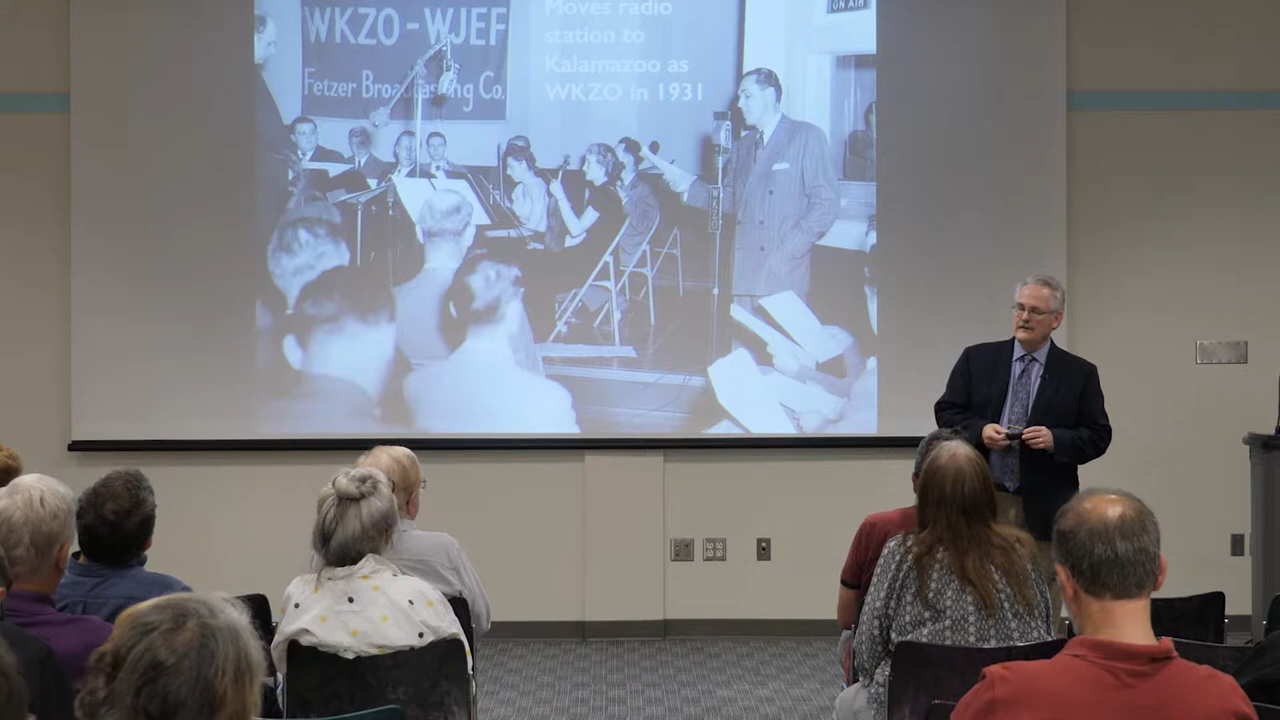 WKZO-WJEF
Fetzer Broadcasting Co.
Moves radio
station to
Kalamazoo as
WKZO in 1931
ON AIR
WKZO